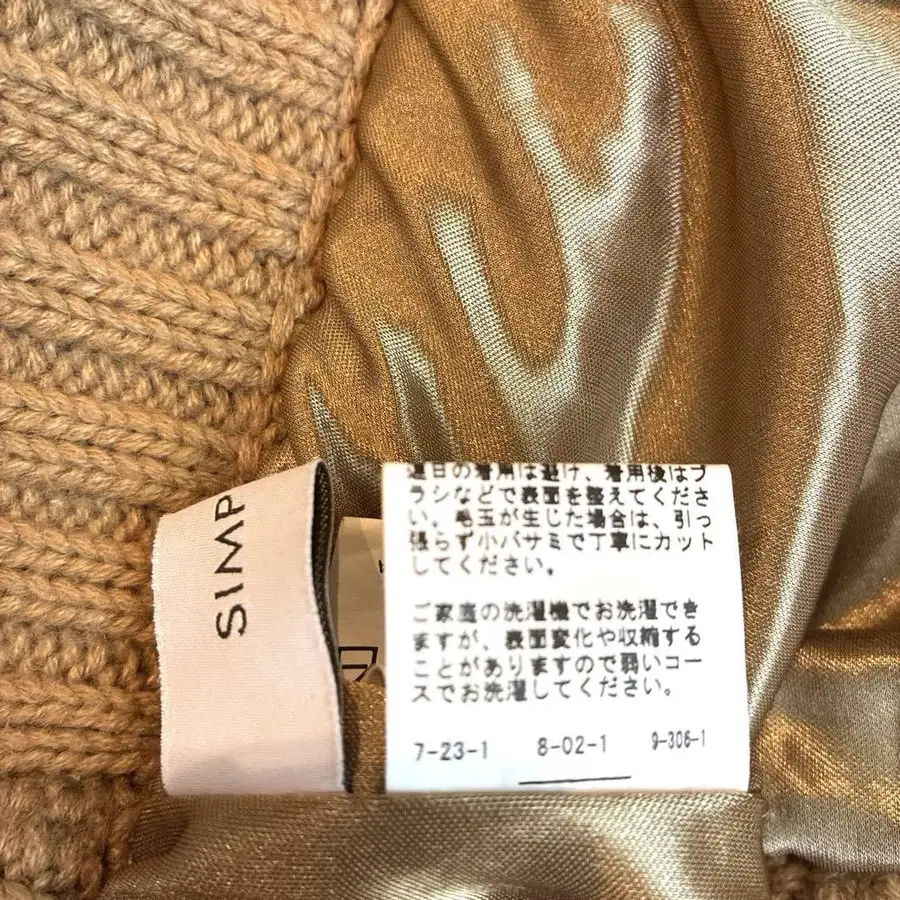 SIMP
連日の着用は避け、着用後はブ
ラシなどで表面を整えてくださ
い。毛玉が生じた場合は、引っ
張らず小バサミで丁寧にカット
してください。
ご家庭の洗濯機でお洗濯でき
ますが、表面変化や収縮する
ことがありますので弱いコー
スでお洗濯してください。
7-23-1 8-02-1 9-306-1